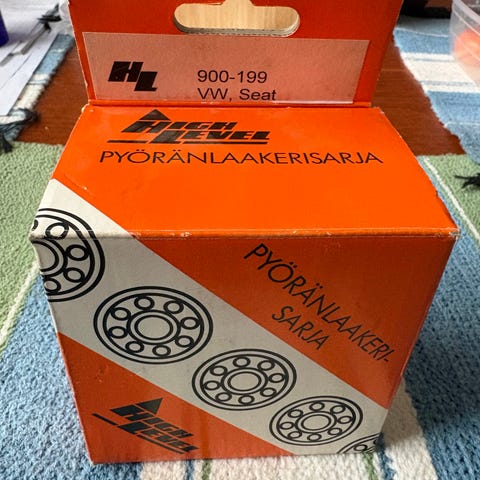 HL
900-199
VW, Seat
HIGH
LEVEL
PYÖRÄNLAAKERISARJA
PYÖRÄNLAAKERI-
SARJA
HIGH
LEVEL